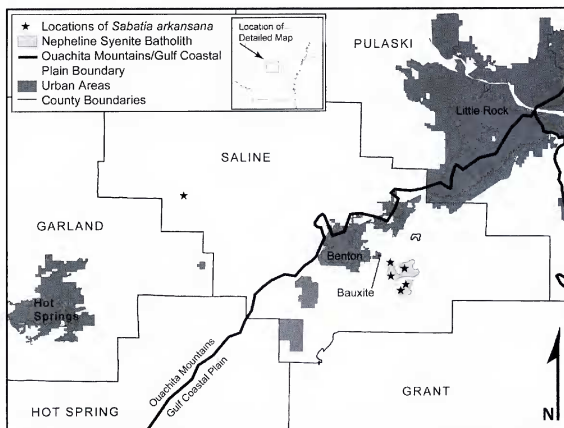 Locations of Sabatia arkansana
Nepheline Syenite Batholith
Ouachita Mountains/Gulf Coastal
Plain Boundary
Urban Areas
County Boundaries
Location of
Detailed Map
PULASKI
Little Rock
SALINE
GARLAND
Benton
Bauxite
Hot
Springs
Ouachita Mountains
Gulf Coastal Plain
GRANT
HOT SPRING
N